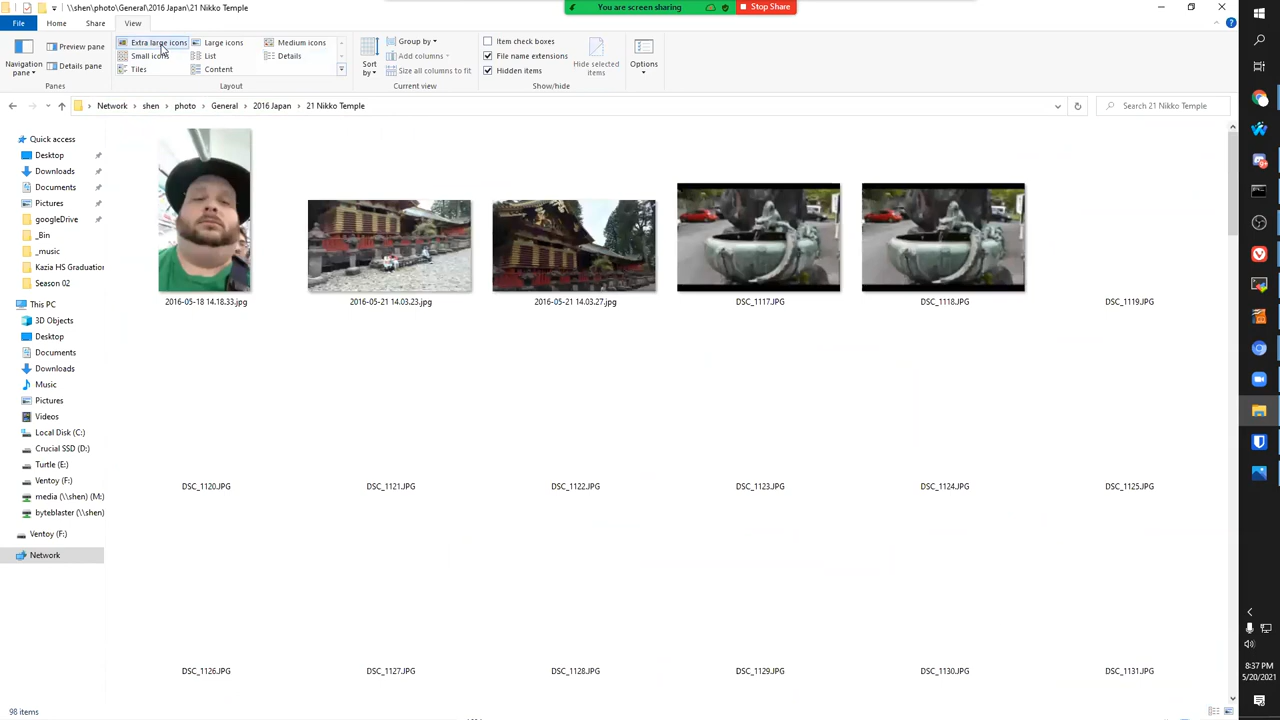 \\shen\photo\General\2016 Japan\21 Nikko Temple
You are screen sharing
Stop Share
File Home Share View
Navigation pane
Preview pane
Details pane
Panes
Extra large icons Large icons Medium icons
Small icons List Details
Tiles Content
Layout
Sort by
Group by
Add columns
Size all columns to fit
Current view
Item check boxes
File name extensions
Hidden items
Hide selected items
Show/hide
Options
Network shen photo General 2016 Japan 21 Nikko Temple
Search 21 Nikko Temple
Quick access
Desktop
Downloads
Documents
Pictures
googleDrive
_Bin
_music
Kazia HS Graduation
Season 02
This PC
3D Objects
Desktop
Documents
Downloads
Music
Pictures
Videos
Local Disk (C:)
Crucial SSD (D:)
Turtle (E:)
Ventoy (F:)
media (\\shen) (M:)
byteblaster (\\shen)
Ventoy (F:)
Network
2016-05-18 14.18.33.jpg 2016-05-21 14.03.23.jpg 2016-05-21 14.03.27.jpg DSC_1117.JPG DSC_1118.JPG DSC_1119.JPG
DSC_1120.JPG DSC_1121.JPG DSC_1122.JPG DSC_1123.JPG DSC_1124.JPG DSC_1125.JPG
DSC_1126.JPG DSC_1127.JPG DSC_1128.JPG DSC_1129.JPG DSC_1130.JPG DSC_1131.JPG
98 items
8:37 PM
5/20/2021